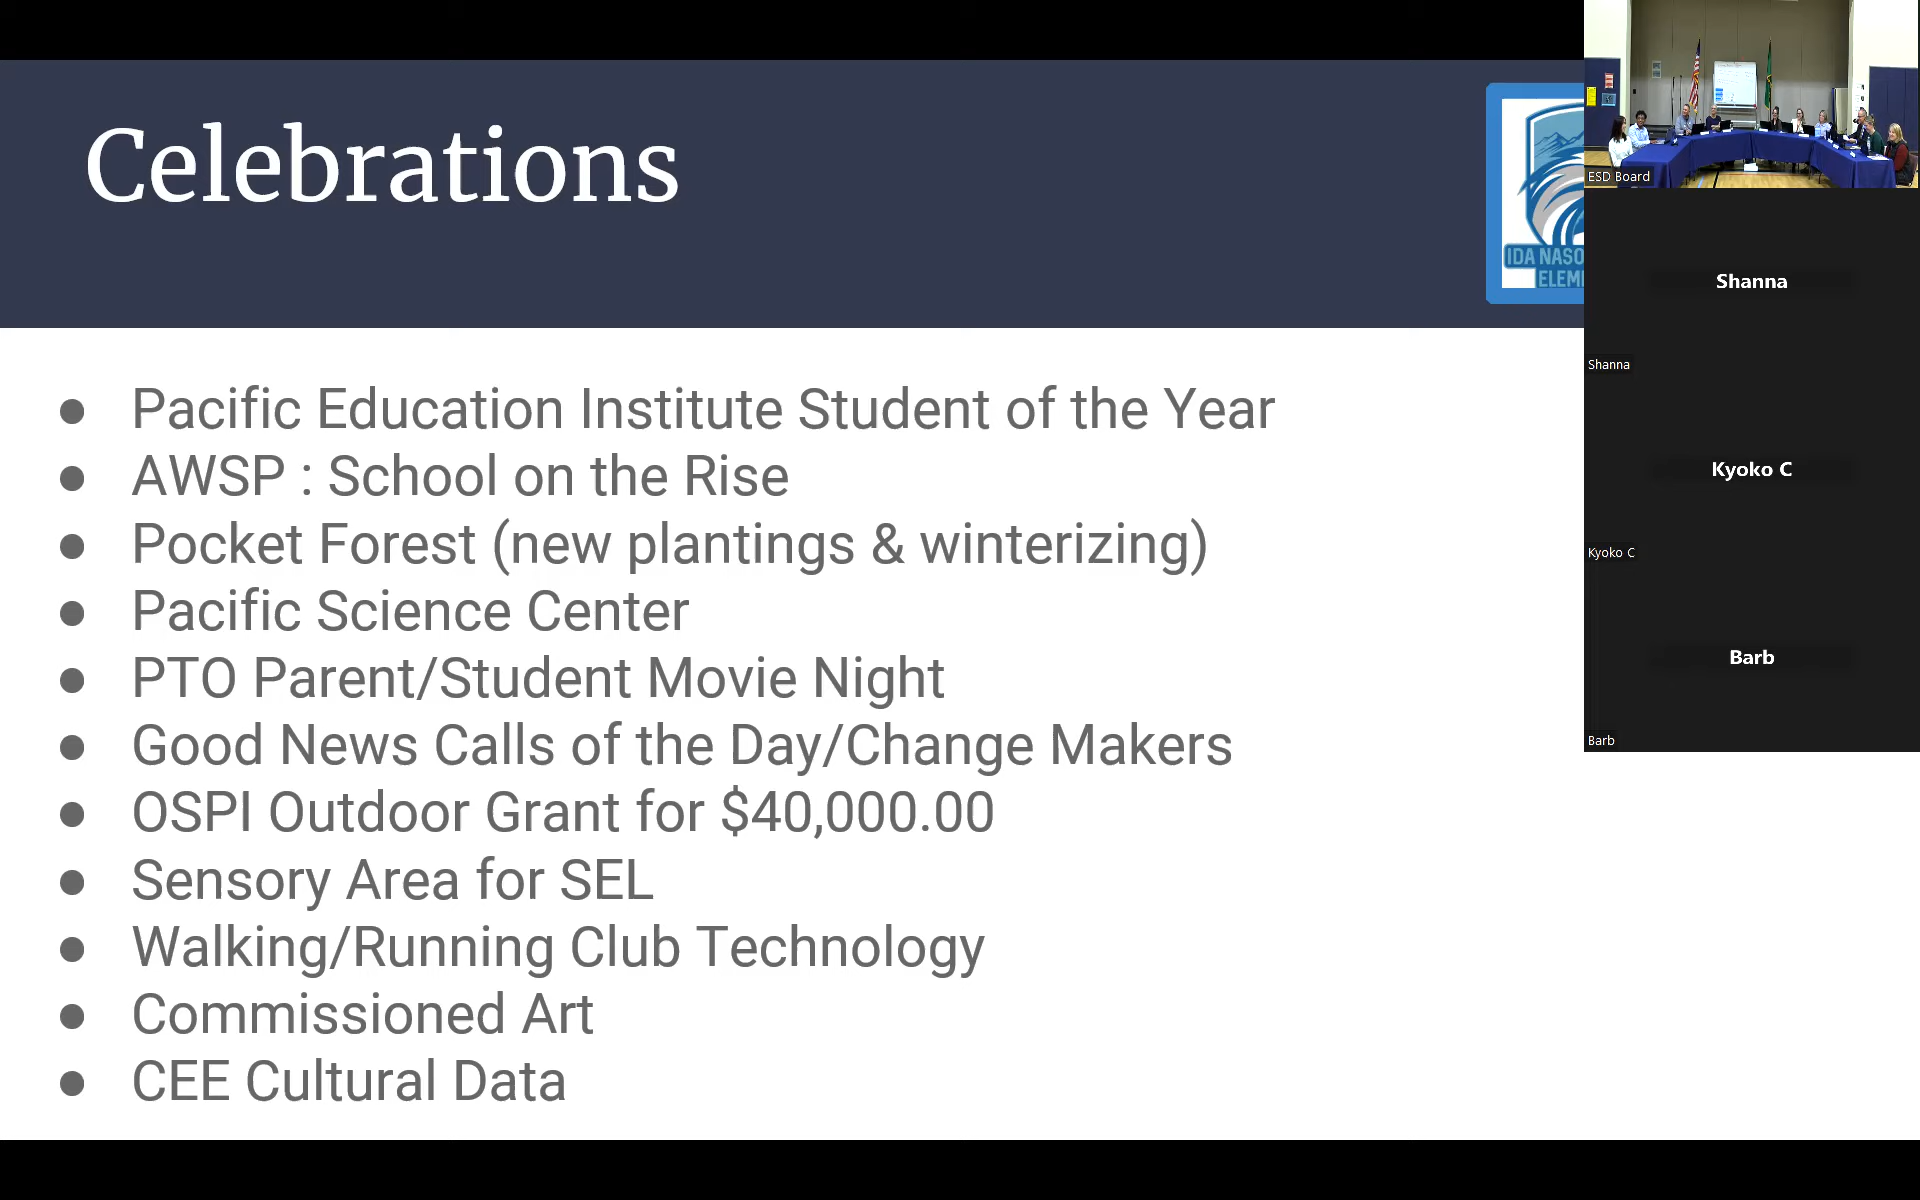 Celebrations
IDA NASO
ELEM
Pacific Education Institute Student of the Year
AWSP : School on the Rise
Pocket Forest (new plantings & winterizing)
Pacific Science Center
PTO Parent/Student Movie Night
Good News Calls of the Day/Change Makers
OSPI Outdoor Grant for $40,000.00
Sensory Area for SEL
Walking/Running Club Technology
Commissioned Art
CEE Cultural Data
ESD Board
Shanna
Shanna
Kyoko C
Kyoko C
Barb
Barb